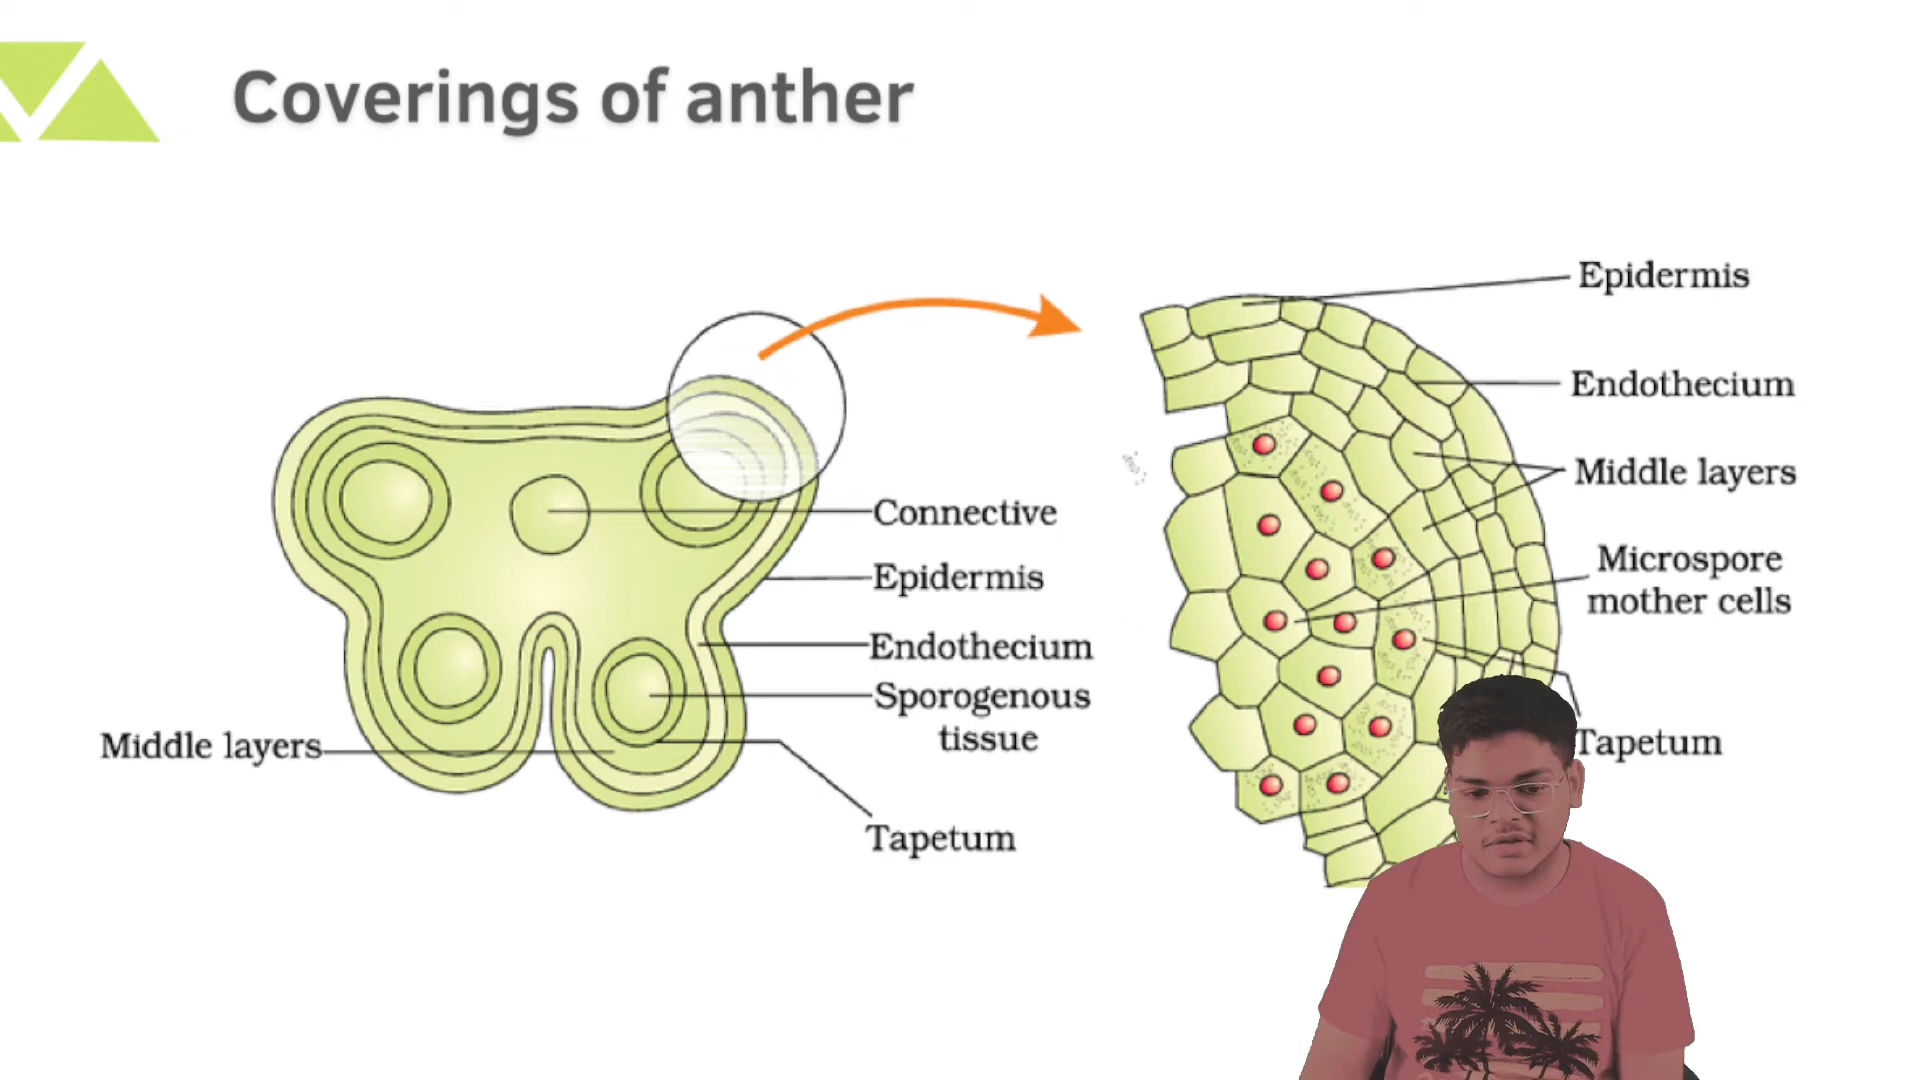 Coverings of anther
Connective
Epidermis
Endothecium
Sporogenous
tissue
Middle layers
Tapetum
Epidermis
Endothecium
Middle layers
Microspore
mother cells
Tapetum